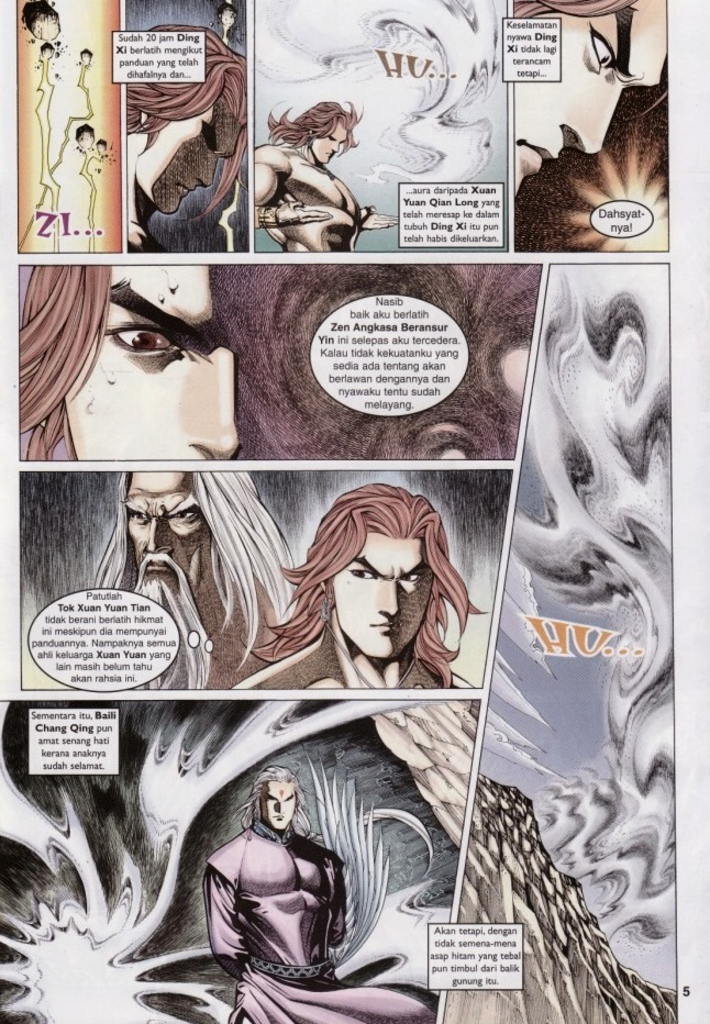 Sudah 20 jam Ding
Xi berlatih mengikut
panduan yang telah
dihafalnya dan...
ZI...
HU...
...aura daripada Xuan
Yuan Qian Long yang
telah meresap ke dalam
tubuh Ding Xi itu pun
telah habis dikeluarkan.
Keselamatan
nyawa Ding
Xi tidak lagi
terancam
tetapi...
Dahsyat-
nya!
Nasib
baik aku berlatih
Zen Angkasa Beransur
Yin ini selepas aku tercedera.
Kalau tidak kekuatanku yang
sedia ada tentang akan
berlawan dengannya dan
nyawaku tentu sudah
melayang.
Patutlah
Tok Xuan Yuan Tian
tidak berani berlatih hikmat
ini meskipun dia mempunyai
panduannya. Nampaknya semua
ahli keluarga Xuan Yuan yang
lain masih belum tahu
akan rahsia ini.
HU...
Sementara itu, Baili
Chang Qing pun
amat senang hati
kerana anaknya
sudah selamat.
Akan tetapi, dengan
tidak semena-mena
asap hitam yang tebal
pun timbul dari balik
gunung itu.
5